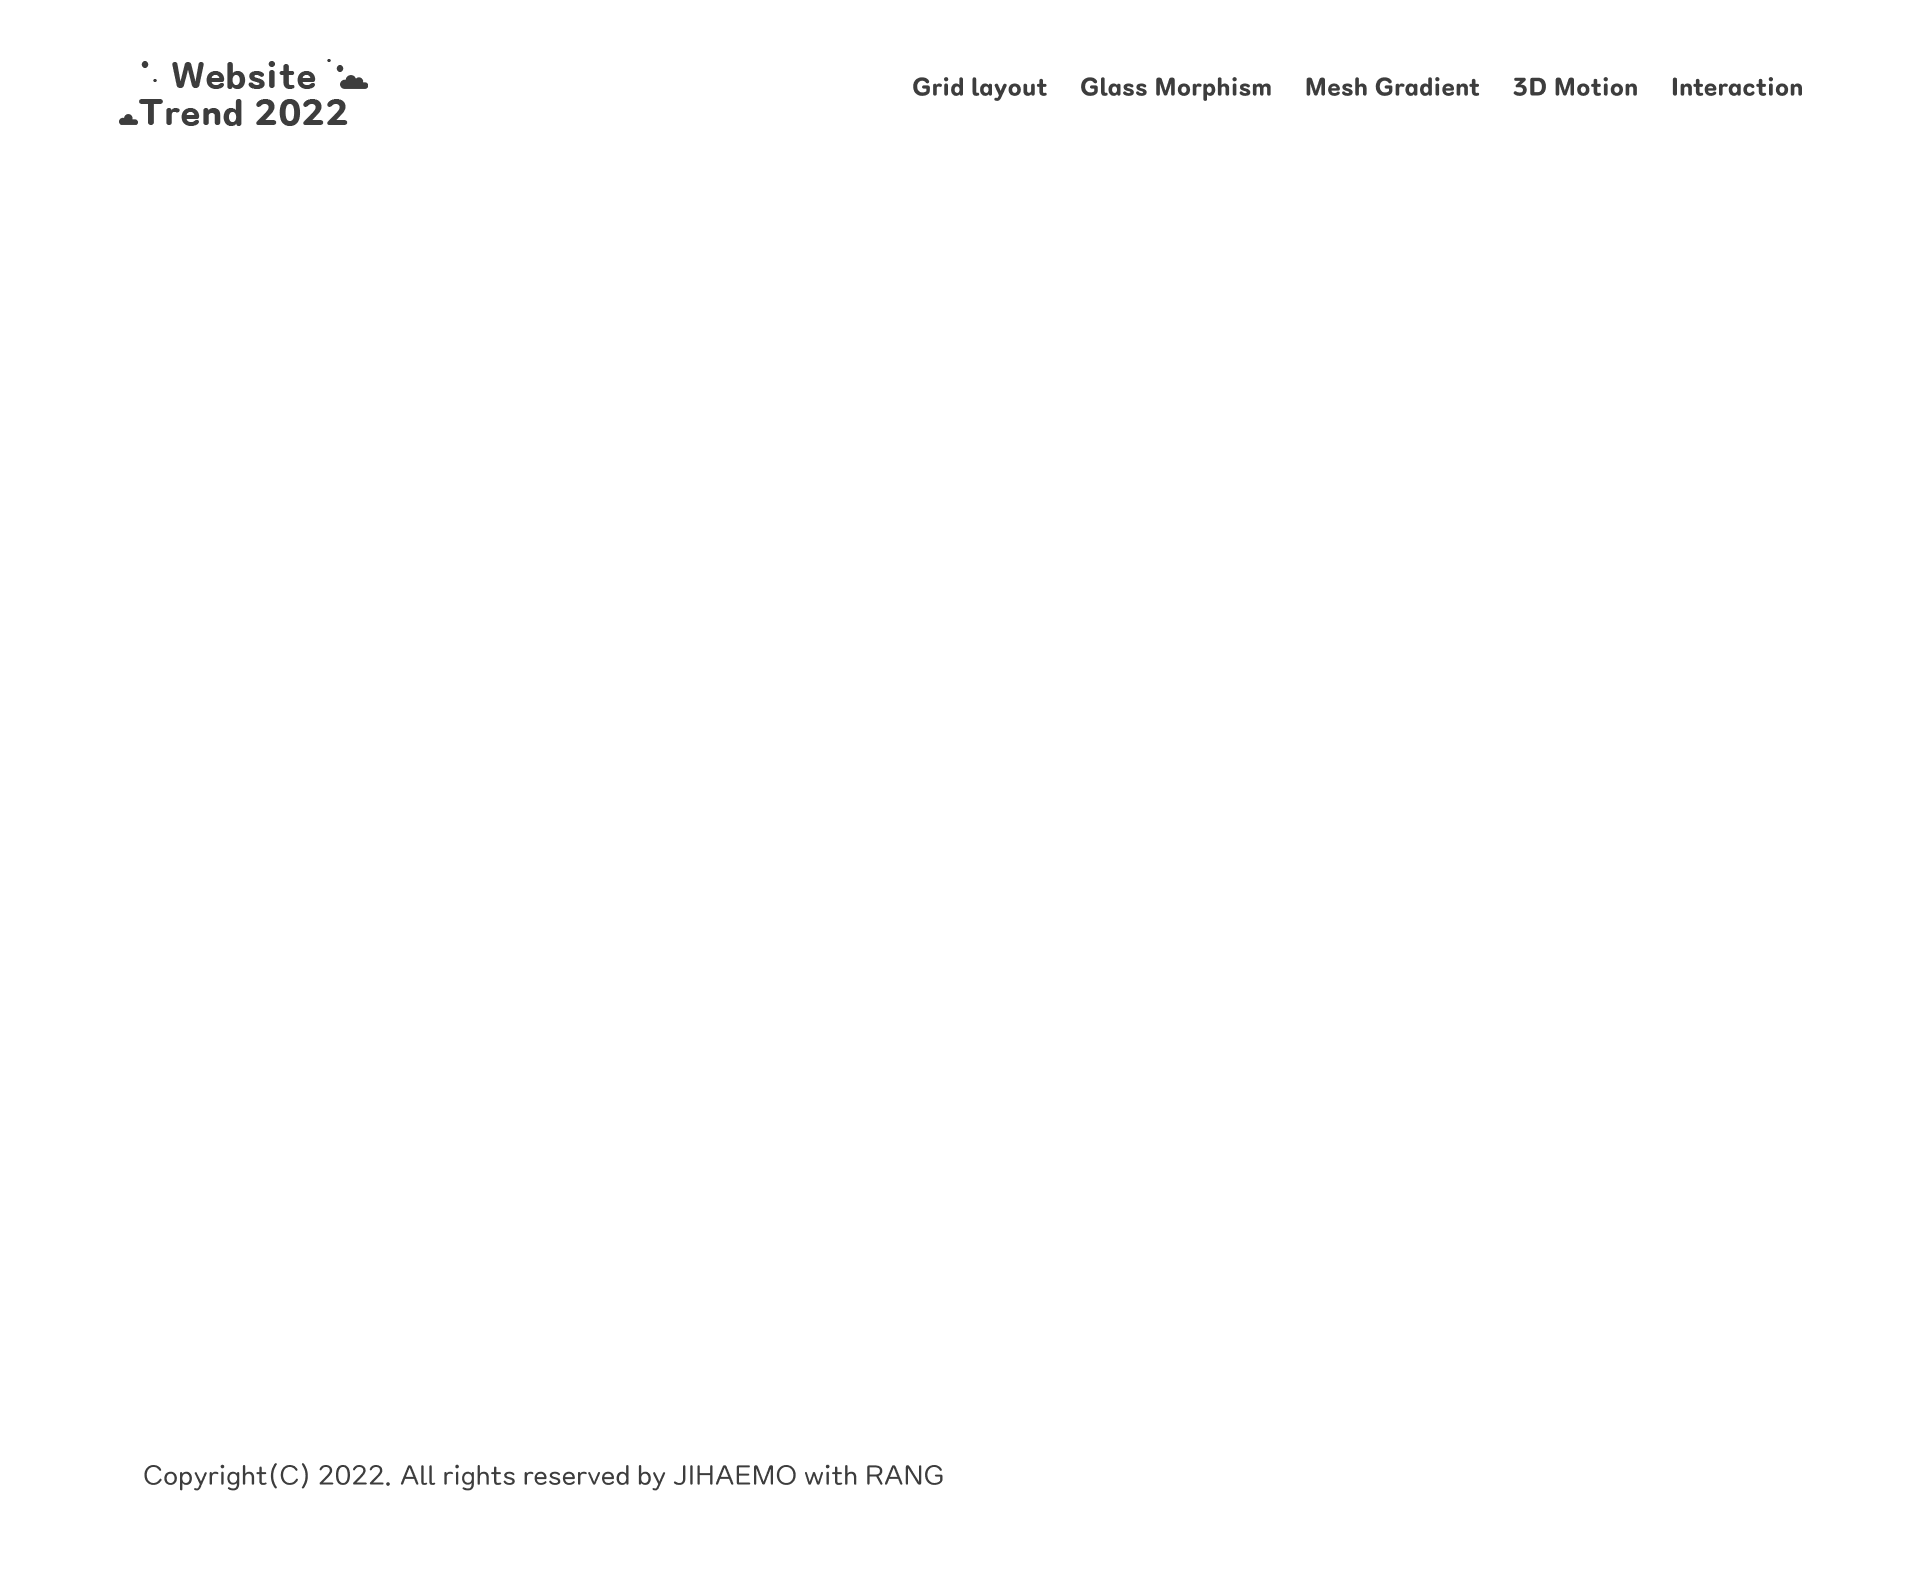 Website
Trend 2022
Grid layout Glass Morphism Mesh Gradient 3D Motion Interaction
Copyright(C) 2022. All rights reserved by JIHAEMO with RANG